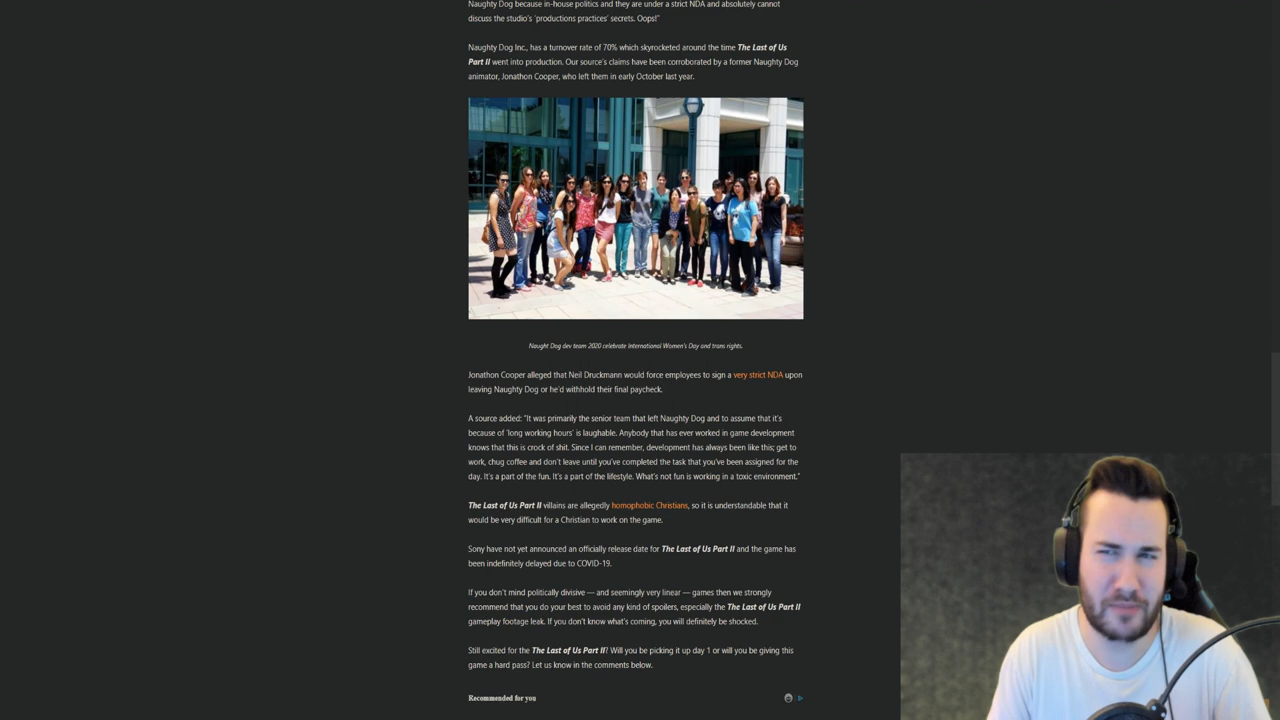 Naughty Dog because in-house politics and they are under a strict NDA and absolutely cannot
discuss the studio's 'productions practices' secrets. Oops!"
Naughty Dog Inc., has a turnover rate of 70% which skyrocketed around the time The Last of Us
Part II went into production. Our source's claims have been corroborated by a former Naughty Dog
animator, Jonathon Cooper, who left them in early October last year.
Naught Dog dev team 2020 celebrate International Women's Day and trans rights.
Jonathon Cooper alleged that Neil Druckmann would force employees to sign a very strict NDA upon
leaving Naughty Dog or he'd withhold their final paycheck.
A source added: "It was primarily the senior team that left Naughty Dog and to assume that it's
because of 'long working hours' is laughable. Anybody that has ever worked in game development
knows that this is crock of shit. Since I can remember, development has always been like this; get to
work, chug coffee and don't leave until you've completed the task that you've been assigned for the
day. It's a part of the fun. It's a part of the lifestyle. What's not fun is working in a toxic environment."
The Last of Us Part II villains are allegedly homophobic Christians, so it is understandable that it
would be very difficult for a Christian to work on the game.
Sony have not yet announced an officially release date for The Last of Us Part II and the game has
been indefinitely delayed due to COVID-19.
If you don't mind politically divisive — and seemingly very linear — games then we strongly
recommend that you do your best to avoid any kind of spoilers, especially the The Last of Us Part II
gameplay footage leak. If you don't know what's coming, you will definitely be shocked.
Still excited for the The Last of Us Part II? Will you be picking it up day 1 or will you be giving this
game a hard pass? Let us know in the comments below.
Recommended for you